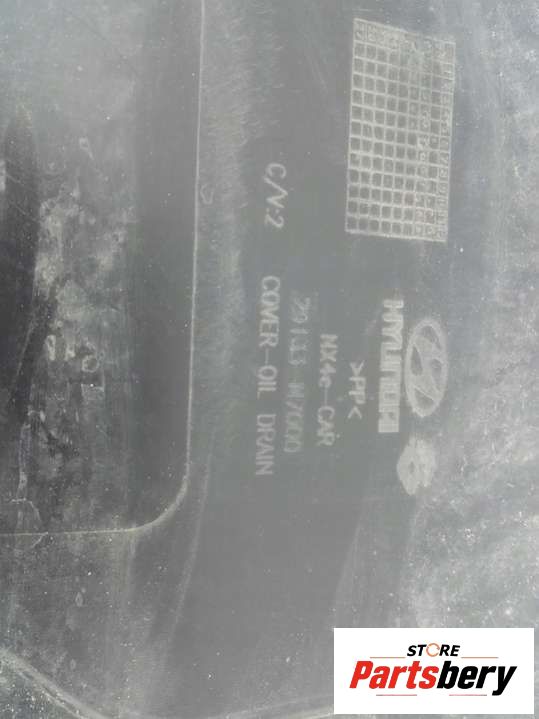 HYUNDAI
>PP<
NX4e-CAR
29133 N7000
COVER-OIL DRAIN
C/V:2
STORE
Partsbery